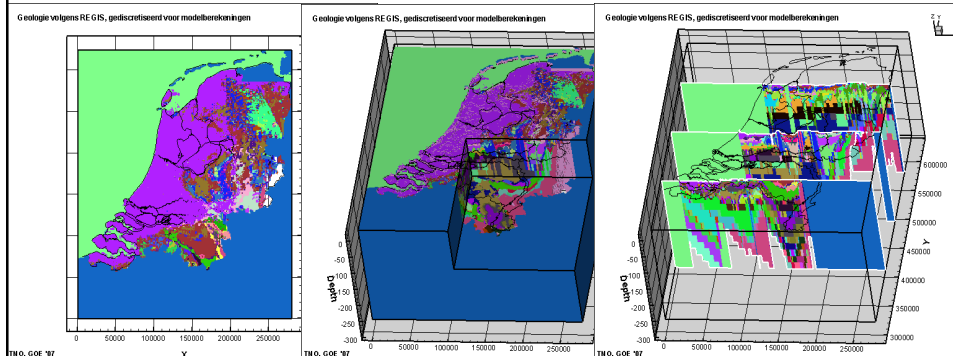 Geologie volgens REGIS, gediscretiseerd voor modelberekeningen
0 50000 100000 150000 200000 250000
X
TNO, GOE '07
Geologie volgens REGIS, gediscretiseerd voor modelberekeningen
0
-50
-100
-150
-200
-250
-300
Depth
0 50000 100000 150000 200000 250000
TNO, GOE '07
Geologie volgens REGIS, gediscretiseerd voor modelberekeningen
Z Y
600000
550000
500000
450000
400000
350000
300000
Y
0
-50
-100
-150
-200
-250
-300
Depth
0 50000 100000 150000 200000 250000
TNO, GOE '07